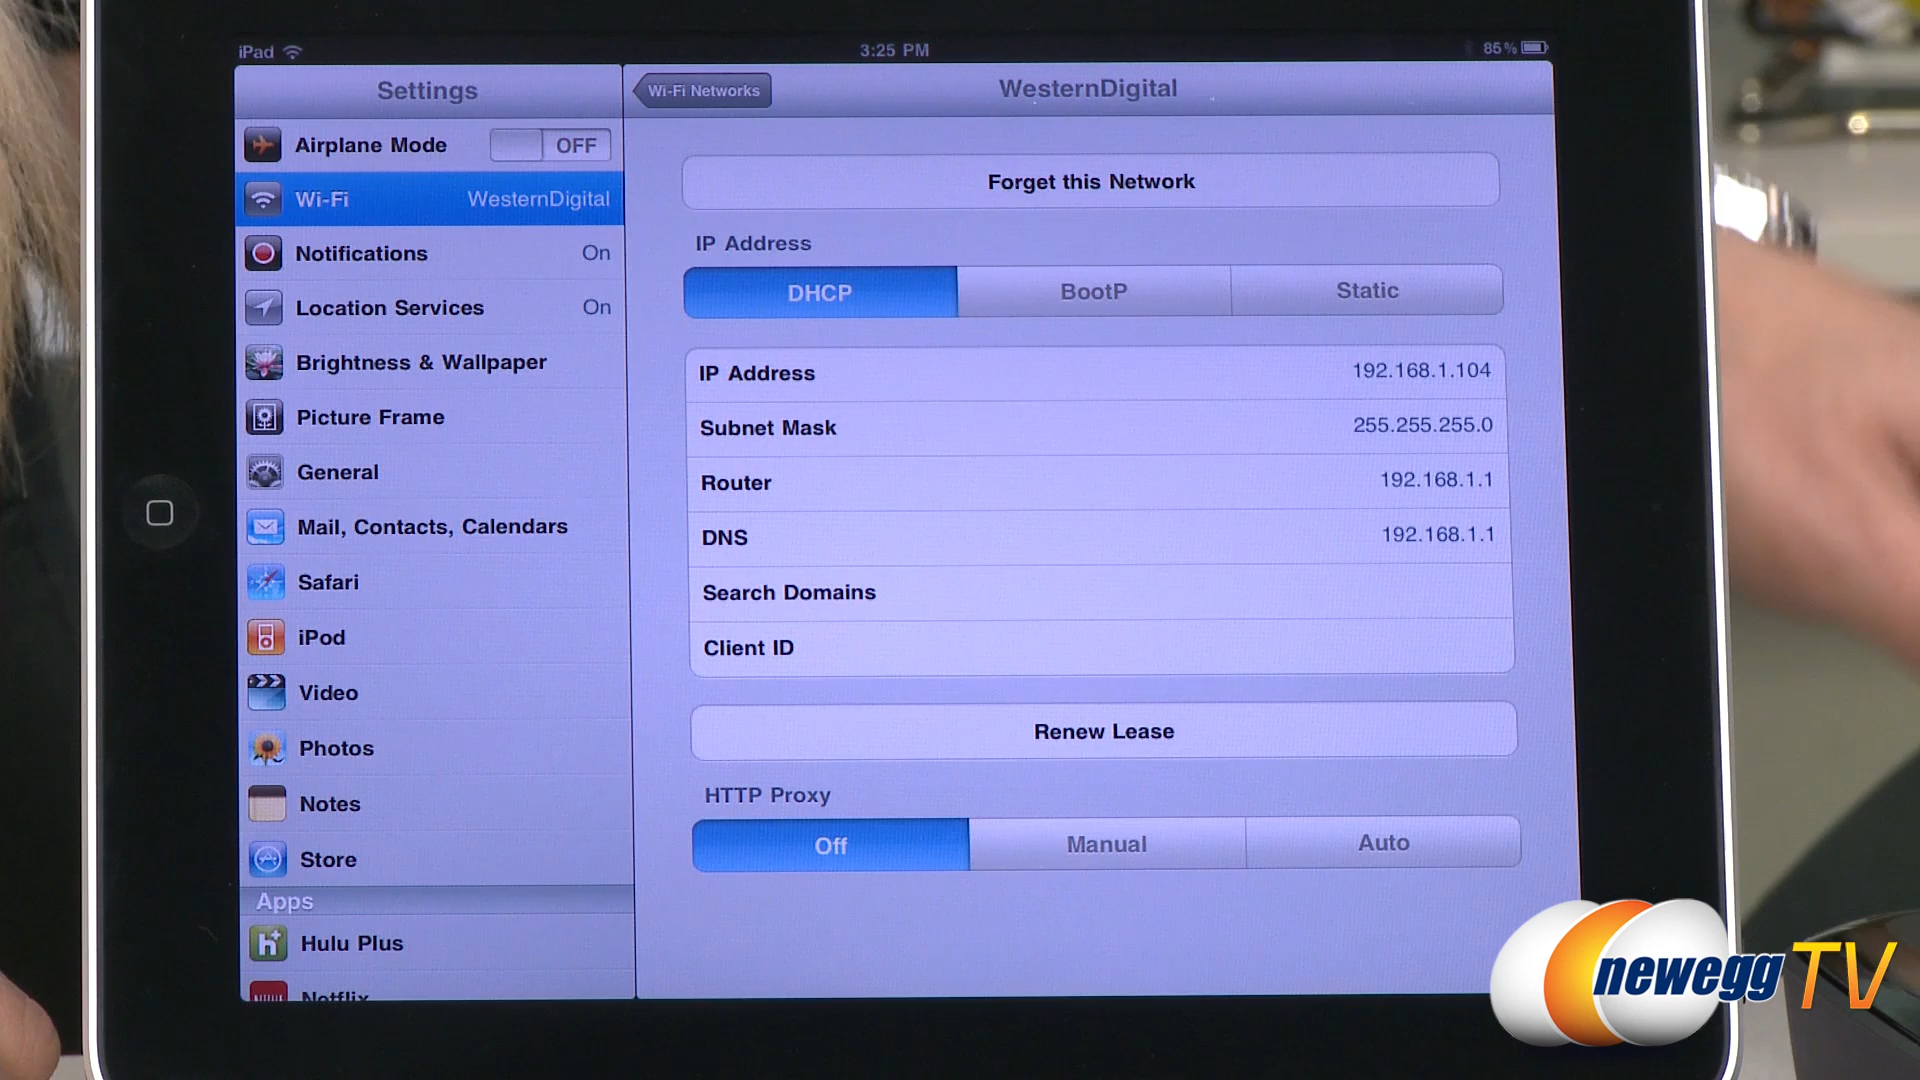 iPad
3:25 PM
85%
Settings
Wi-Fi Networks
WesternDigital
Airplane Mode OFF
Wi-Fi WesternDigital
Notifications On
Location Services On
Brightness & Wallpaper
Picture Frame
General
Mail, Contacts, Calendars
Safari
iPod
Video
Photos
Notes
Store
Apps
Hulu Plus
Netflix
Forget this Network
IP Address
DHCP BootP Static
IP Address 192.168.1.104
Subnet Mask 255.255.255.0
Router 192.168.1.1
DNS 192.168.1.1
Search Domains
Client ID
Renew Lease
HTTP Proxy
Off Manual Auto
newegg TV